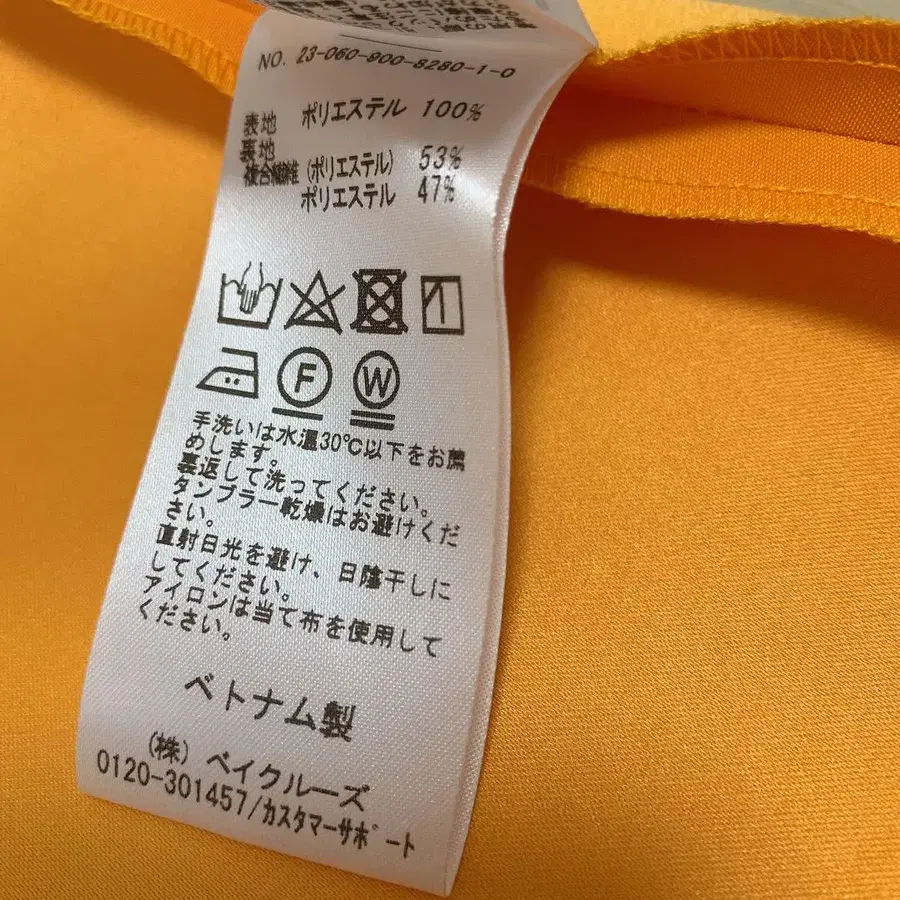 NO. 23-060-900-8280-1-0
表地 ポリエステル 100%
裏地
複合繊維(ポリエステル) 53%
ポリエステル 47%
F
W
手洗いは水温30℃以下をお薦
めします。
裏返して洗ってください。
タンブラー乾燥はお避けくだ
さい。
直射日光を避け、日陰干しに
してください。
アイロンは当て布を使用して
ください。
ベトナム製
(株) ベイクルーズ
0120-301457/カスタマーサポート